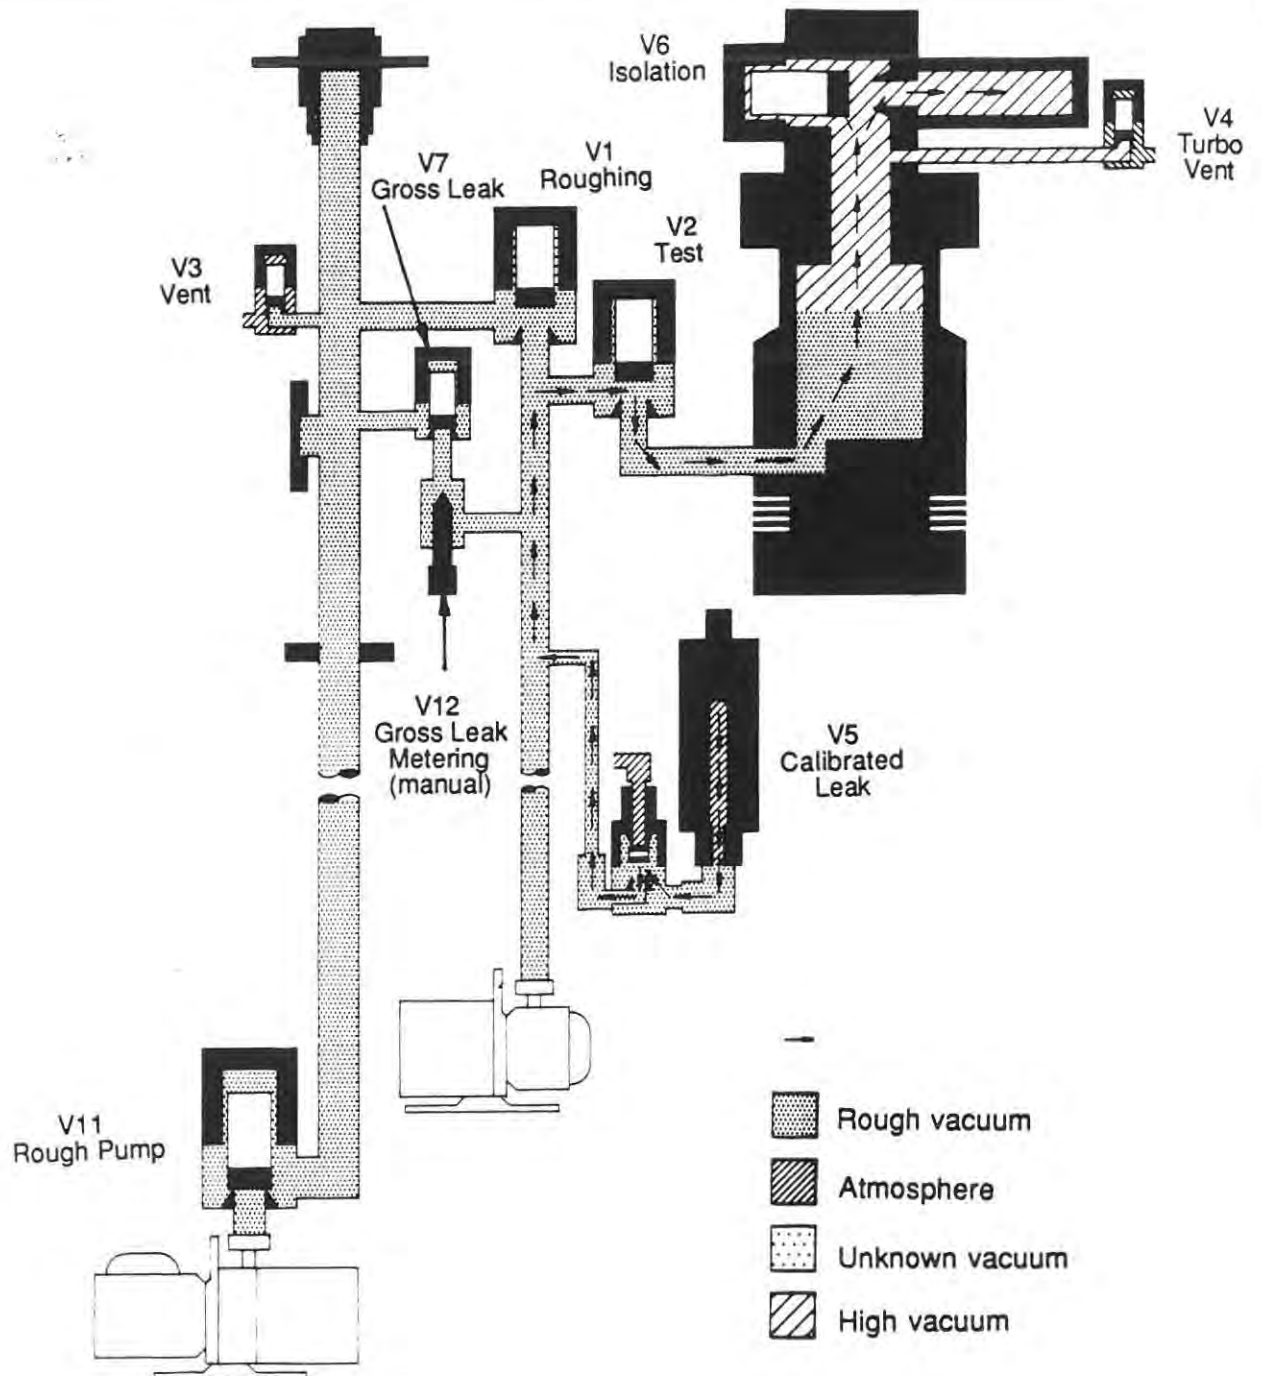 V6
Isolation
V4
Turbo
Vent
V1
Roughing
V7
Gross Leak
V2
Test
V3
Vent
V12
Gross Leak
Metering
(manual)
V5
Calibrated
Leak
V11
Rough Pump
Rough vacuum
Atmosphere
Unknown vacuum
High vacuum